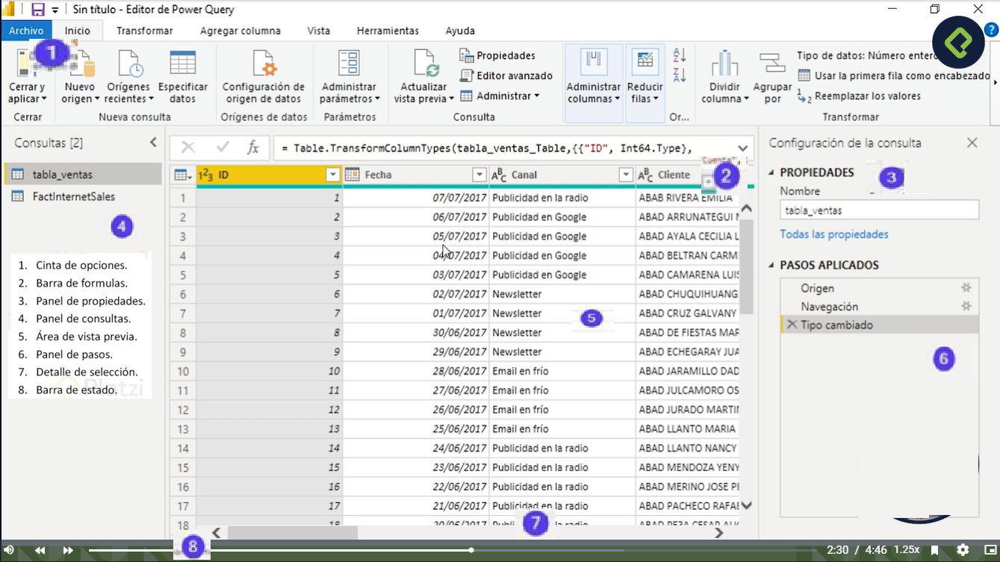 Sin título - Editor de Power Query
Archivo Inicio Transformar Agregar columna Vista Herramientas Ayuda
Cerrar y aplicar
Nuevo origen
Orígenes recientes
Especificar datos
Configuración de origen de datos
Administrar parámetros
Actualizar vista previa
Propiedades
Editor avanzado
Administrar
Administrar columnas
Reducir filas
Dividir columna
Agrupar por
Tipo de datos: Número entero
Usar la primera fila como encabezado
Reemplazar los valores
Cerrar Nueva consulta Orígenes de datos Parámetros Consulta Or... Transformar
1
Consultas [2]
tabla_ventas
FactInternetSales
4
1. Cinta de opciones.
2. Barra de formulas.
3. Panel de propiedades.
4. Panel de consultas.
5. Área de vista previa.
6. Panel de pasos.
7. Detalle de selección.
8. Barra de estado.
Platzi
fx = Table.TransformColumnTypes(tabla_ventas_Table,{{"ID", Int64.Type},
2
123 ID Fecha ABC Canal ABC Cliente
1 1 07/07/2017 Publicidad en la radio ABAB RIVERA EMILIA
2 2 06/07/2017 Publicidad en Google ABAD ARRUNATEGUI
3 3 05/07/2017 Publicidad en Google ABAD AYALA CECILIA L
4 4 04/07/2017 Publicidad en Google ABAD BELTRAN CARM
5 5 03/07/2017 Publicidad en Google ABAD CAMARENA LUIS
6 6 02/07/2017 Newsletter ABAD CHUQUIHUANG
7 7 01/07/2017 Newsletter ABAD CRUZ GALVANY
8 8 30/06/2017 Newsletter ABAD DE FIESTAS MAR
9 9 29/06/2017 Newsletter ABAD ECHEGARAY JUA
10 10 28/06/2017 Email en frío ABAD JARAMILLO DAD
11 11 27/06/2017 Email en frío ABAD JULCAMORO OS
12 12 26/06/2017 Email en frío ABAD JURADO MARTI
13 13 25/06/2017 Email en frío ABAD LLANTO MARIA
14 14 24/06/2017 Publicidad en la radio ABAD LLANTO NANCY
15 15 23/06/2017 Publicidad en la radio ABAD MENDOZA YENY
16 16 22/06/2017 Publicidad en la radio ABAD MERINO JOSE
17 17 21/06/2017 Publicidad en la radio ABAD PACHECO RAFA
18 18 20/06/2017 Publicidad en la radio
5
7
8
Configuración de la consulta
PROPIEDADES
3
Nombre
tabla_ventas
Todas las propiedades
PASOS APLICADOS
Origen
Navegación
Tipo cambiado
6
2:30 / 4:46 1.25x